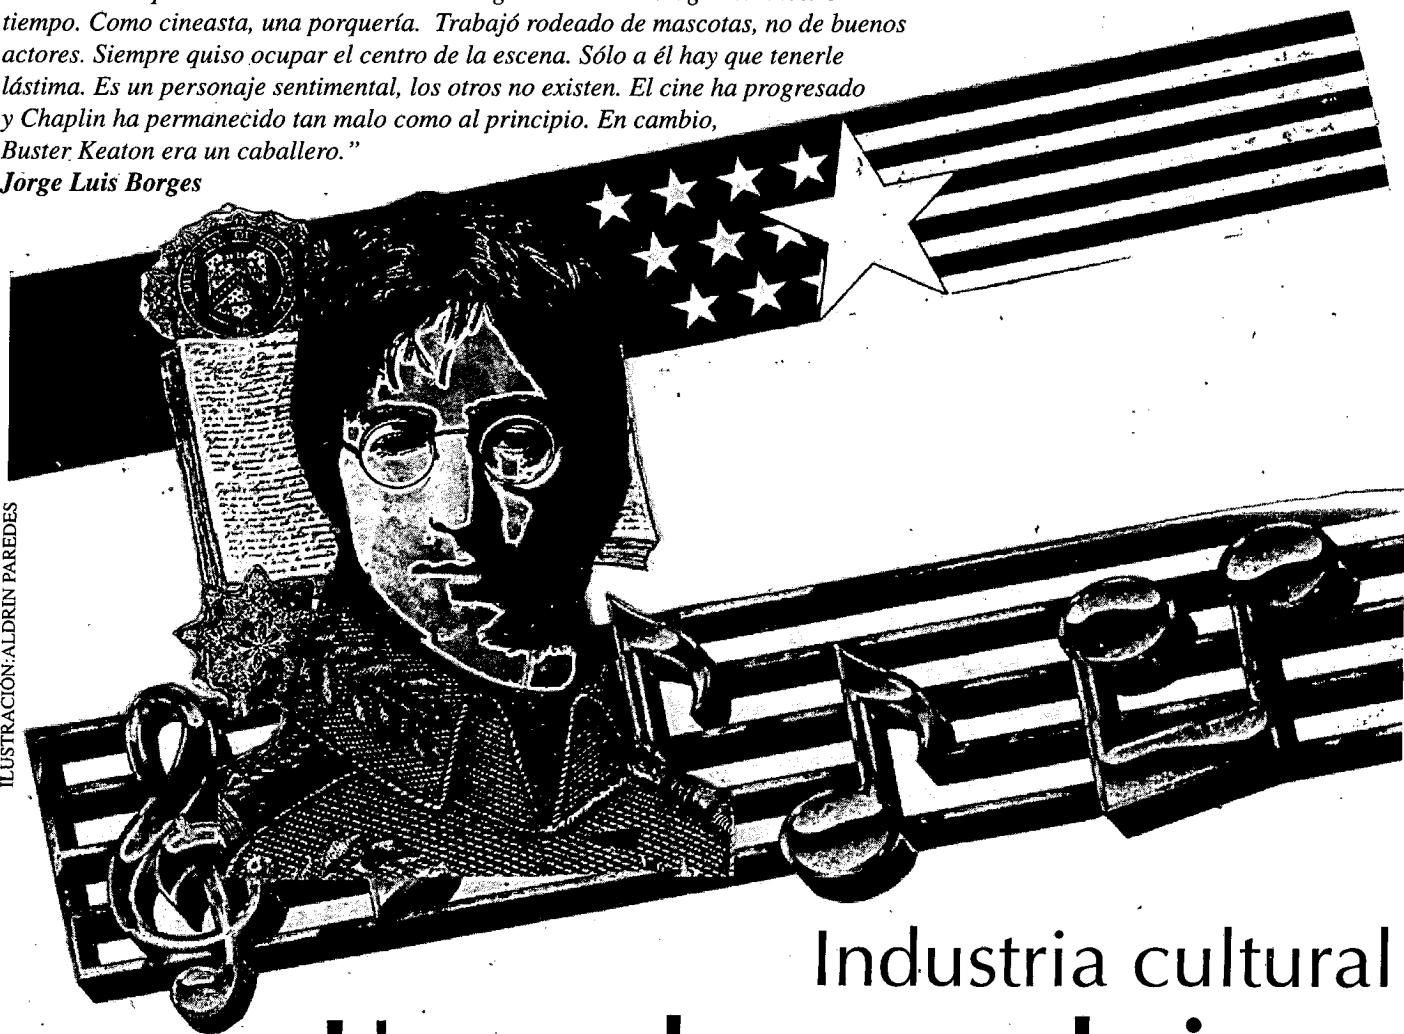 tiempo. Como cineasta, una porquería. Trabajó rodeado de mascotas, no de buenos
actores. Siempre quiso ocupar el centro de la escena. Sólo a él hay que tenerle
lástima. Es un personaje sentimental, los otros no existen. El cine ha progresado
y Chaplin ha permanecido tan malo como al principio. En cambio,
Buster Keaton era un caballero.”
Jorge Luis Borges
ILUSTRACIÓN: ALDRIN PAREDES
Industria cultural